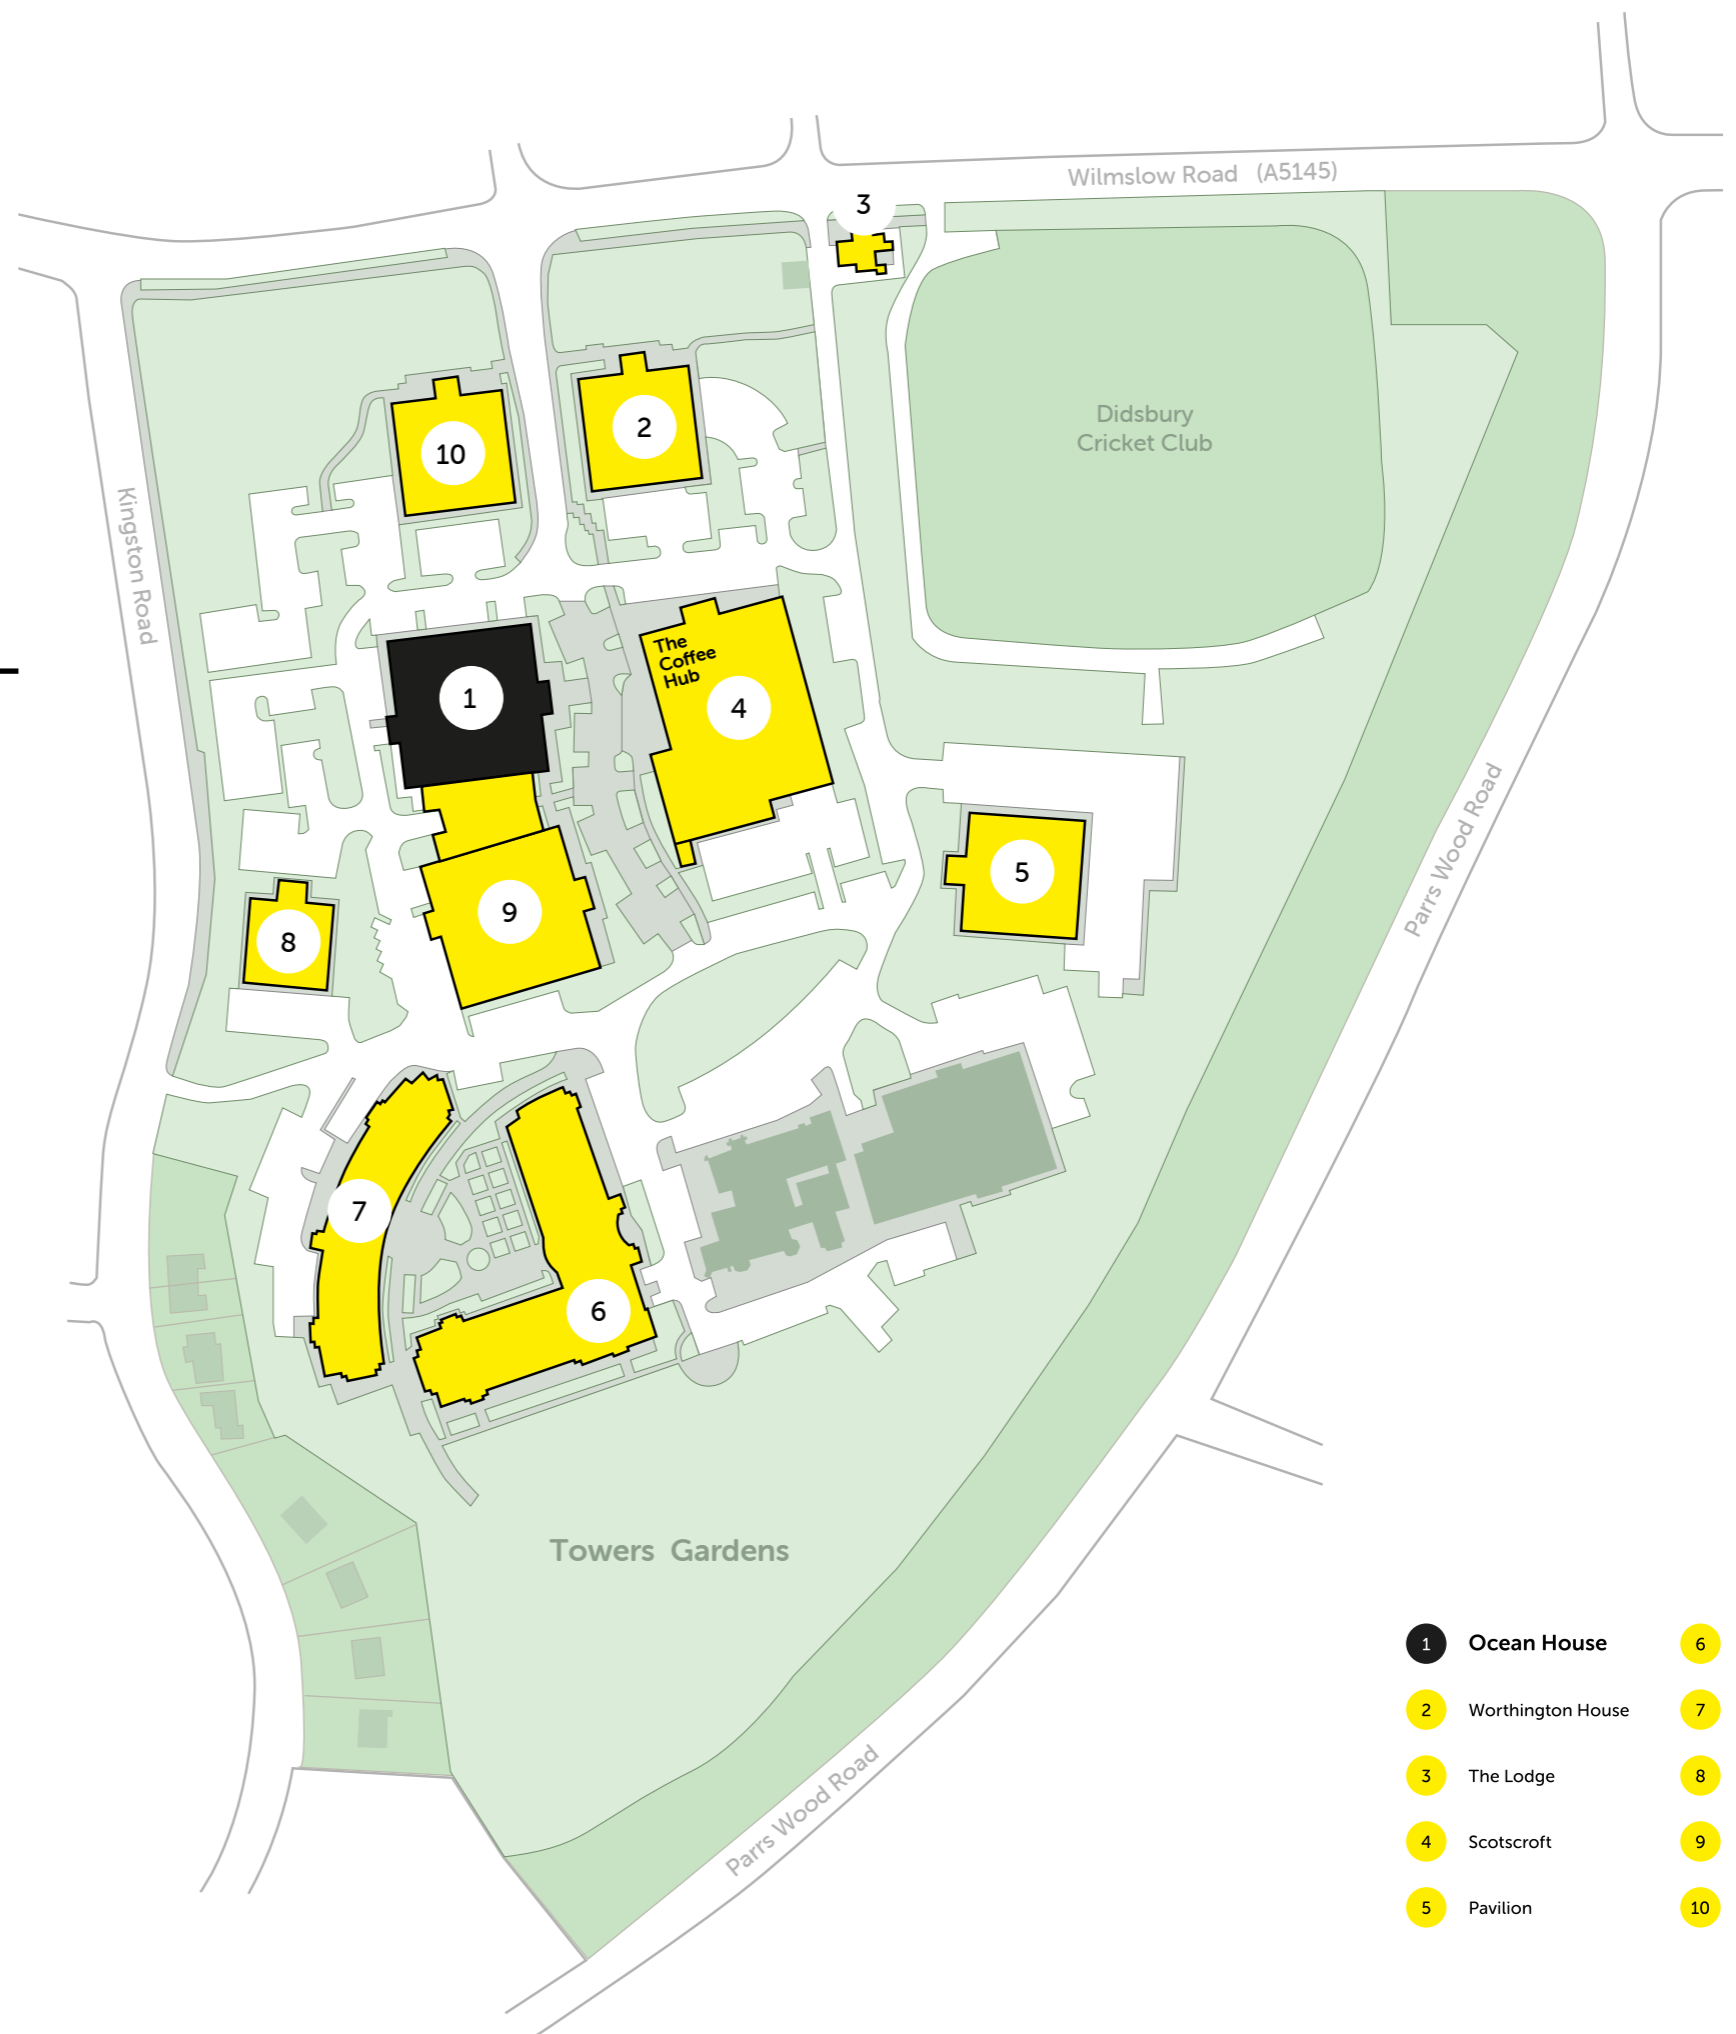 Wilmslow Road (A5145)
3
Didsbury
Cricket Club
2
10
Kingston Road
The
Coffee
Hub
1
4
Parrs Wood Road
5
9
8
7
6
Towers Gardens
Parrs Wood Road
1 Ocean House
2 Worthington House
3 The Lodge
4 Scotscroft
5 Pavilion
6
7
8
9
10